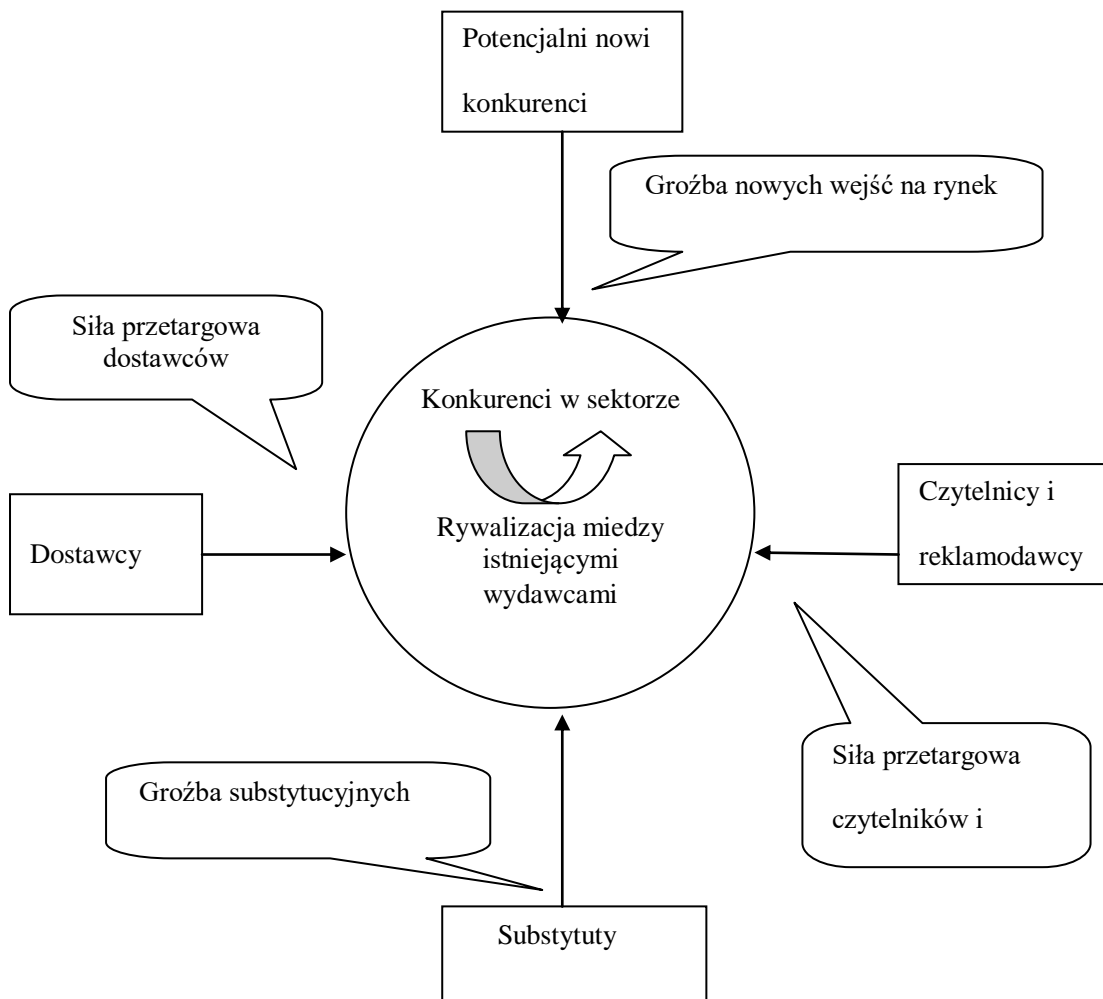 Potencjalni nowi
konkurenci
Groźba nowych wejść na rynek
Siła przetargowa
dostawców
Konkurenci w sektorze
Rywalizacja miedzy
istniejącymi
wydawcami
Dostawcy
Czytelnicy i
reklamodawcy
Siła przetargowa
czytelników i
Groźba substytucyjnych
Substytuty